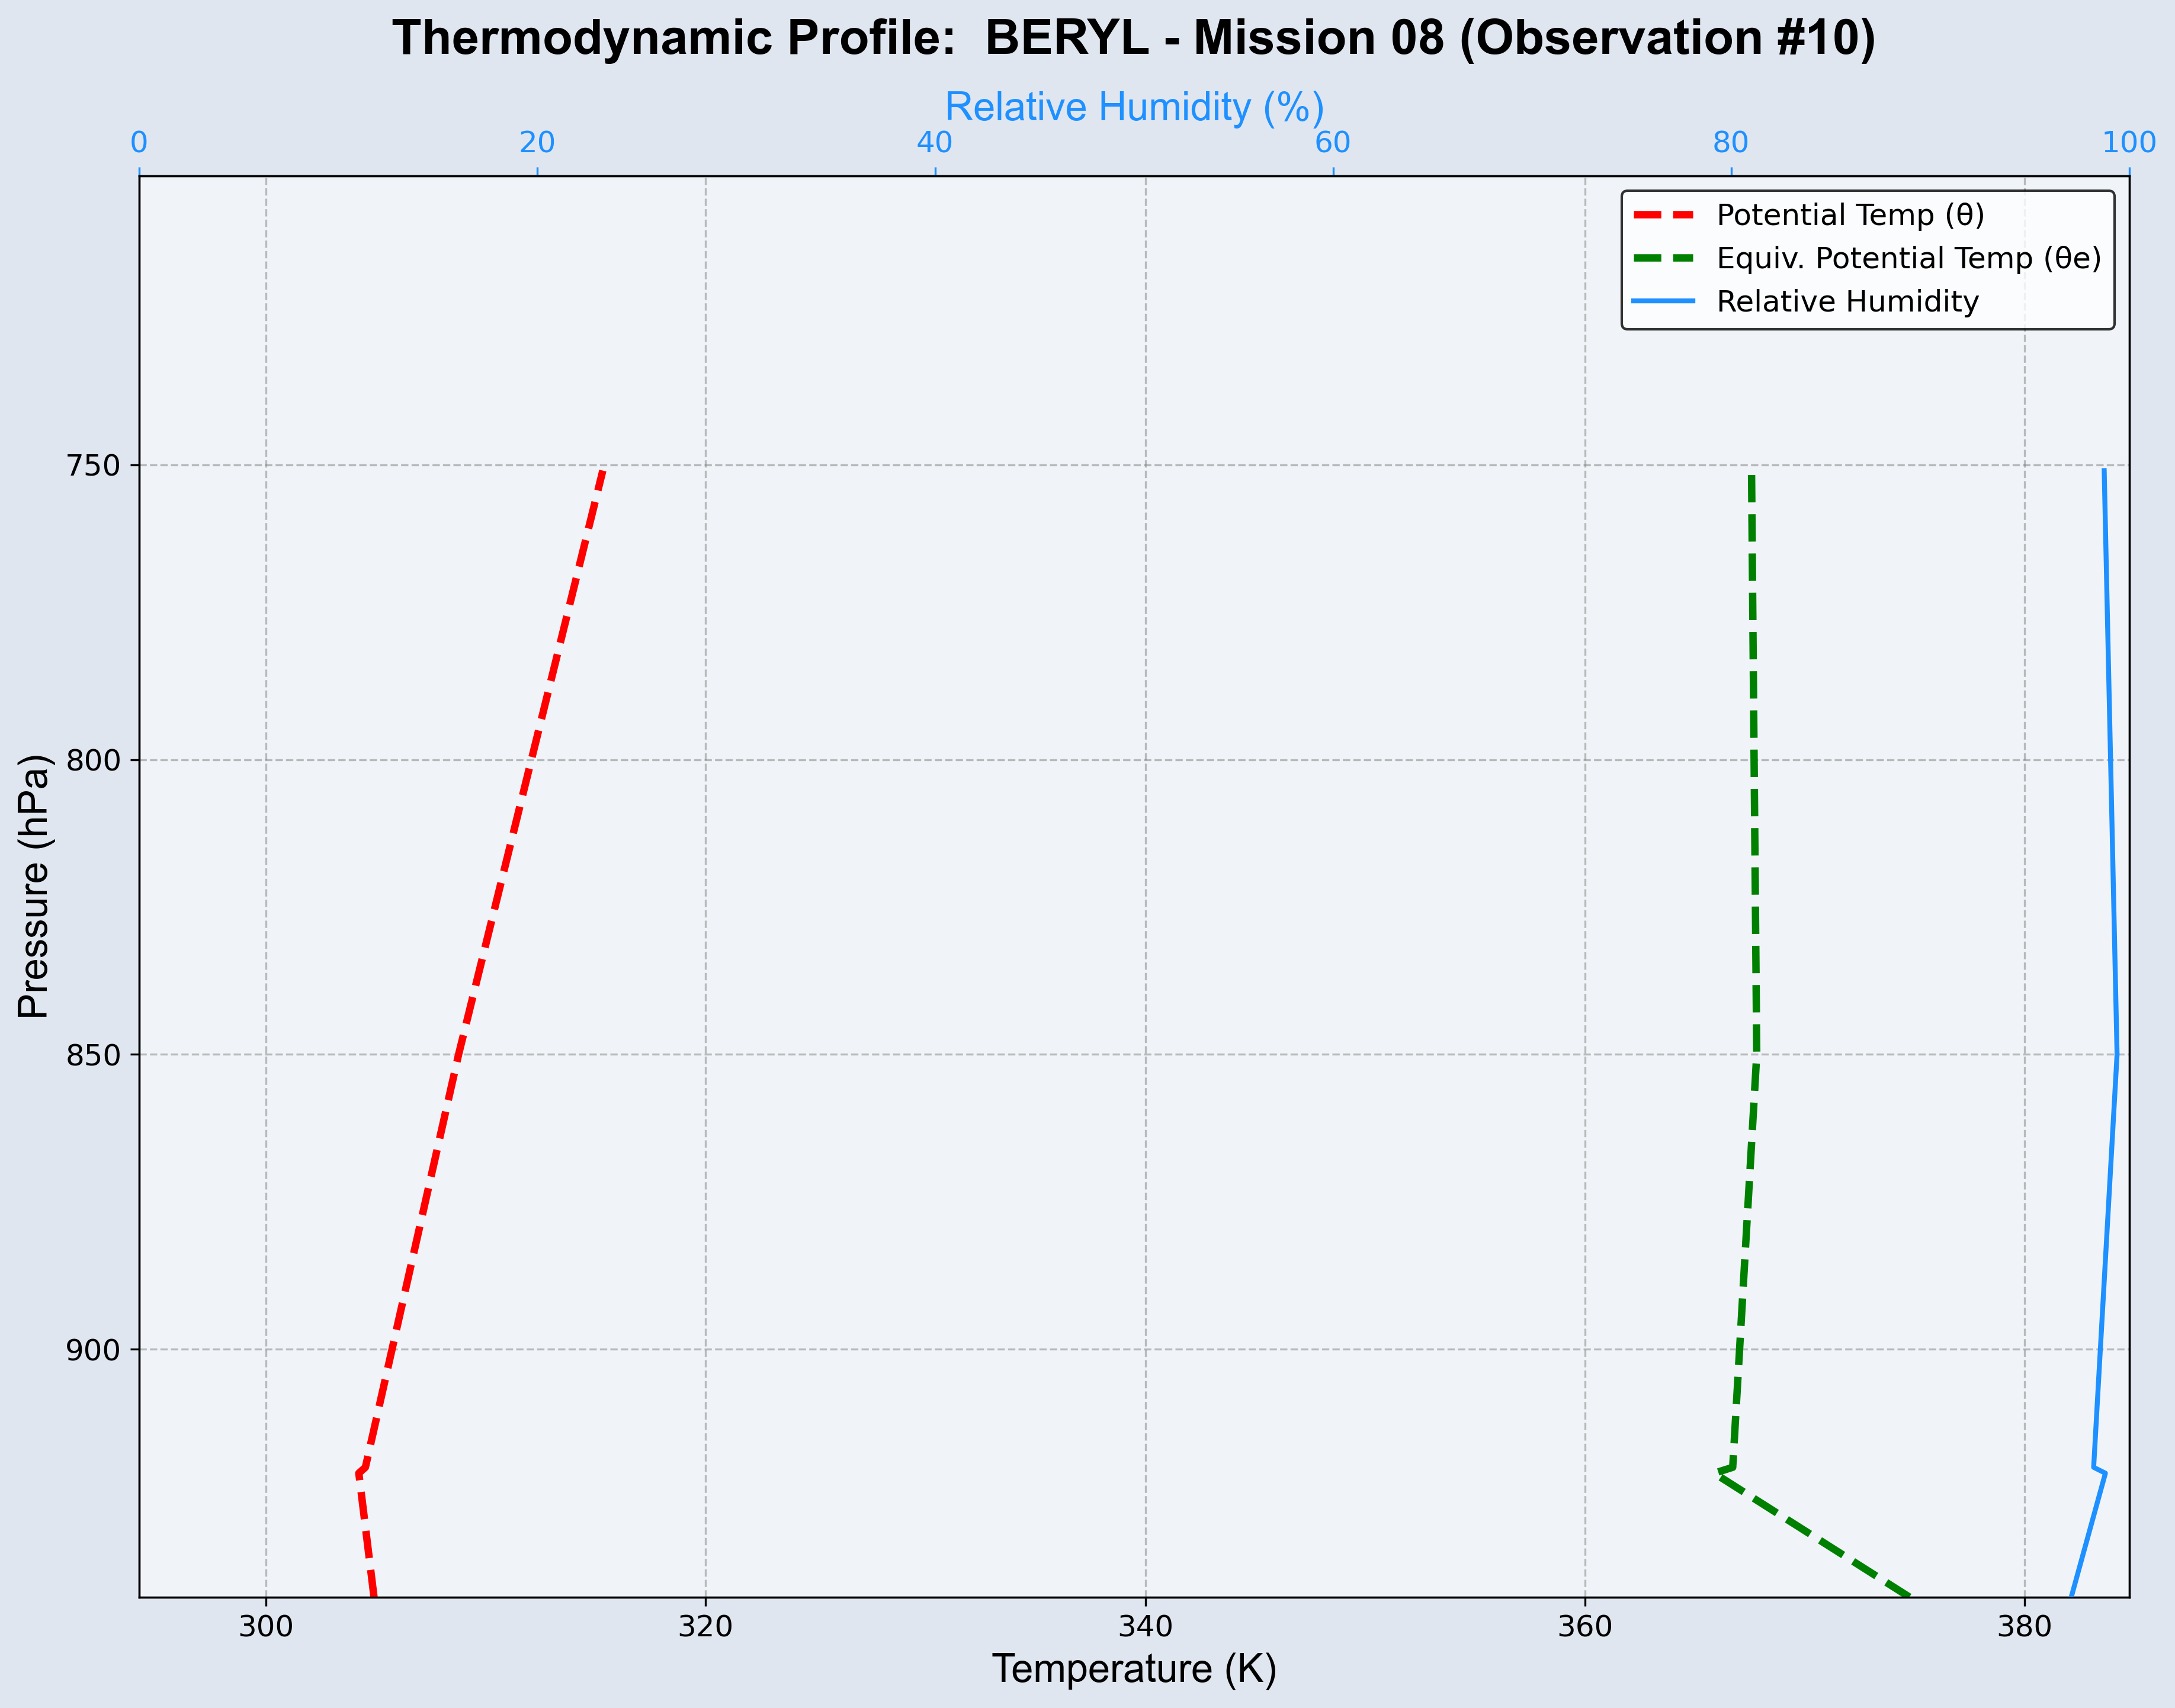 Thermodynamic Profile:  BERYL - Mission 08 (Observation #10)
Relative Humidity (%)
0 20 40 60 80 100
Potential Temp (θ)
Equiv. Potential Temp (θe)
Relative Humidity
Pressure (hPa)
750
800
850
900
300 320 340 360 380
Temperature (K)